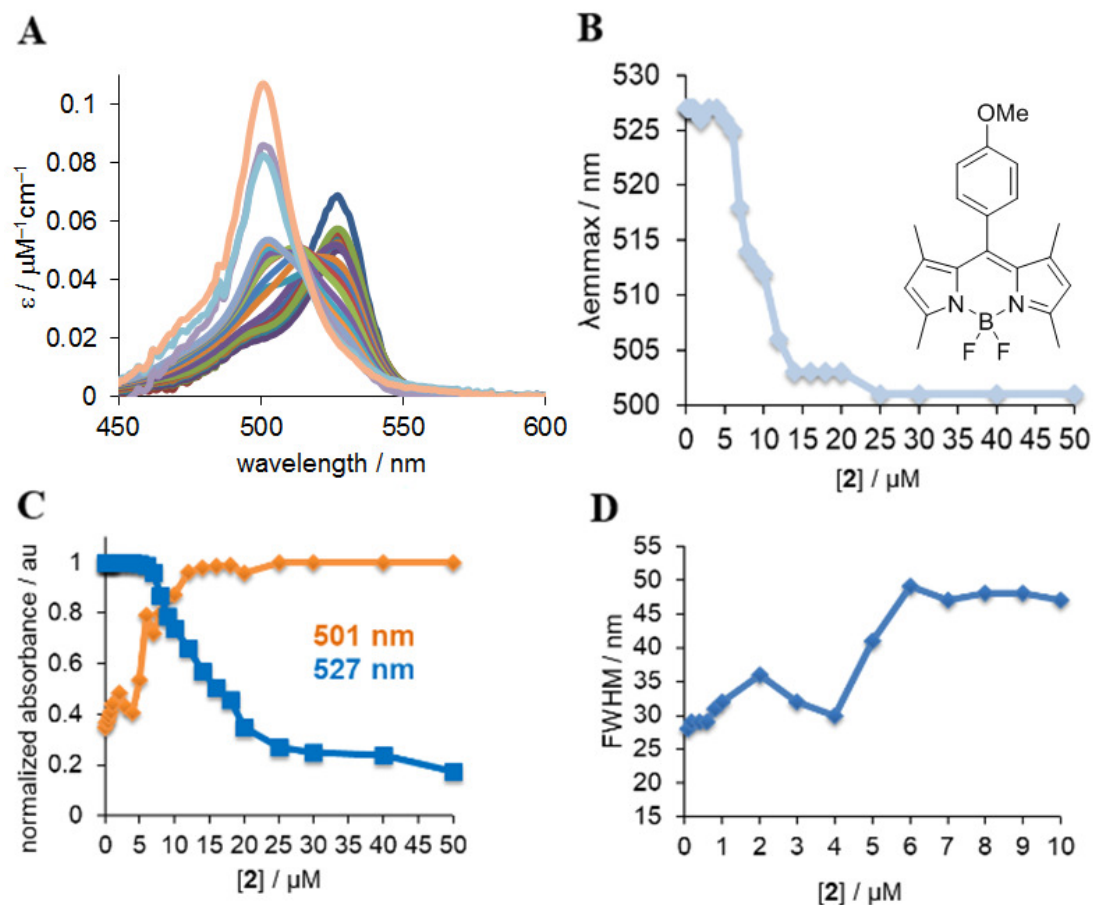 A
ε / µM⁻¹cm⁻¹
0.1
0.08
0.06
0.04
0.02
0
450 500 550 600
wavelength / nm
B
λemmax / nm
530
525
520
515
510
505
500
0 5 10 15 20 25 30 35 40 45 50
[2] / µM
OMe
N N
B
F F
C
normalized absorbance / au
1
0.8
0.6
0.4
0.2
0
501 nm
527 nm
0 5 10 15 20 25 30 35 40 45 50
[2] / µM
D
FWHM / nm
55
50
45
40
35
30
25
20
15
0 1 2 3 4 5 6 7 8 9 10
[2] / µM